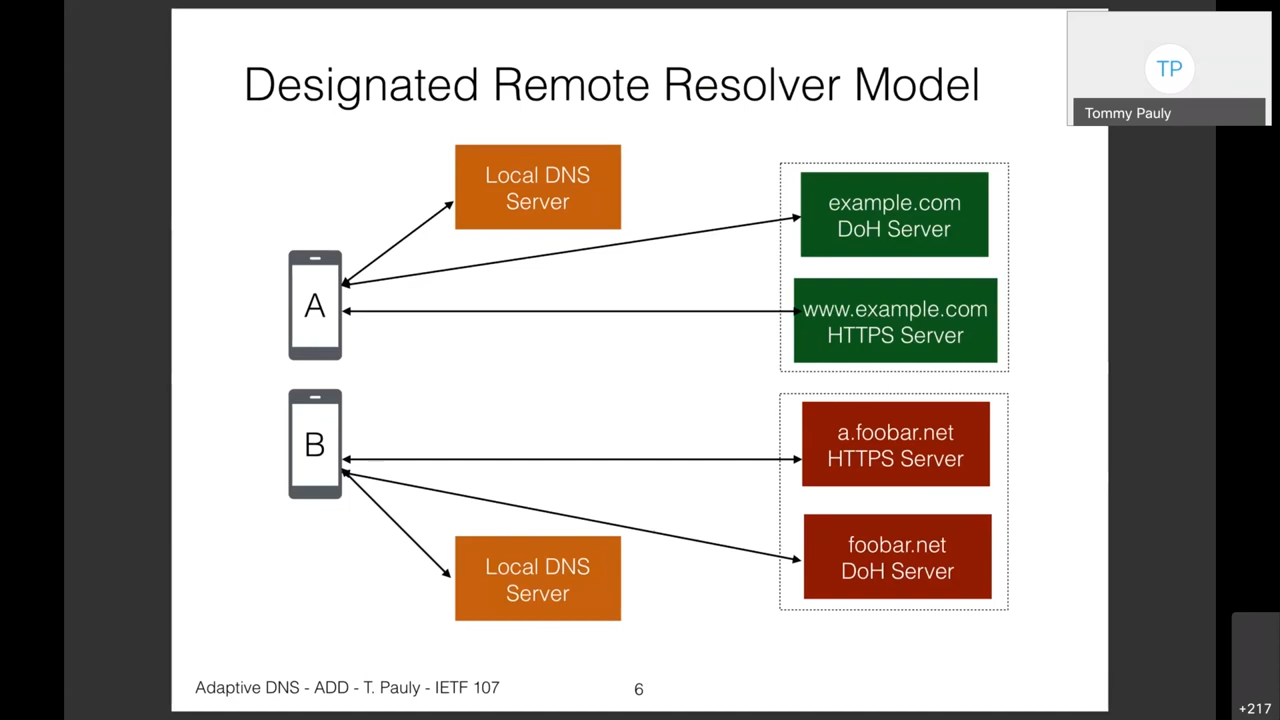 Designated Remote Resolver Model
TP
Tommy Pauly
Local DNS
Server
example.com
DoH Server
A
www.example.com
HTTPS Server
B
a.foobar.net
HTTPS Server
Local DNS
Server
foobar.net
DoH Server
Adaptive DNS - ADD - T. Pauly - IETF 107
6
+217